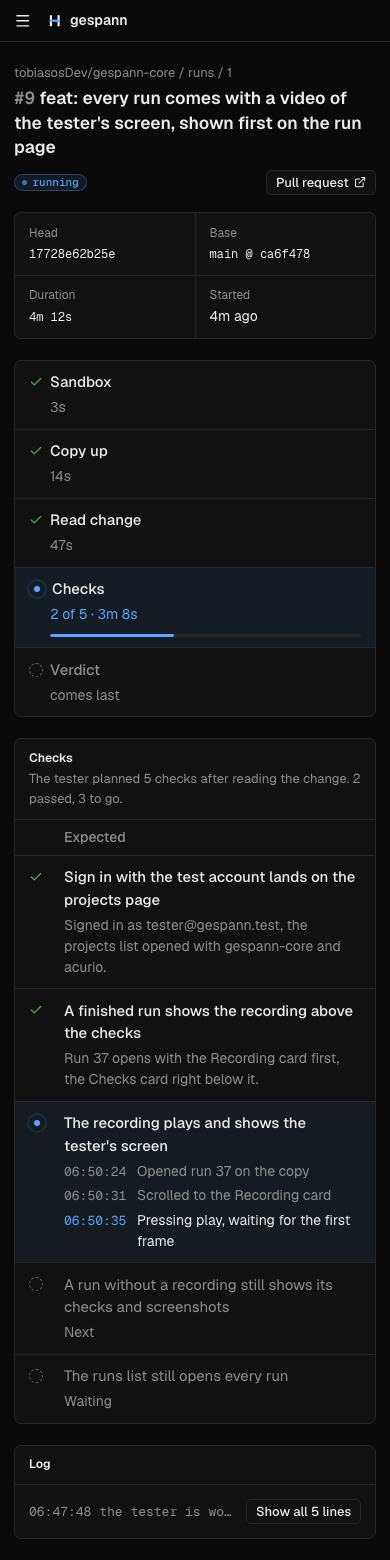 gespann
tobiasosDev/gespann-core / runs / 1
#9 feat: every run comes with a video of
the tester's screen, shown first on the run
page
running
Pull request
Head
17728e62b25e
Base
main @ ca6f478
Duration
4m 12s
Started
4m ago
Sandbox
3s
Copy up
14s
Read change
47s
Checks
2 of 5 · 3m 8s
Verdict
comes last
Checks
The tester planned 5 checks after reading the change. 2
passed, 3 to go.
Expected
Sign in with the test account lands on the
projects page
Signed in as tester@gespann.test, the
projects list opened with gespann-core and
acurio.
A finished run shows the recording above
the checks
Run 37 opens with the Recording card first,
the Checks card right below it.
The recording plays and shows the
tester's screen
06:50:24 Opened run 37 on the copy
06:50:31 Scrolled to the Recording card
06:50:35 Pressing play, waiting for the first
frame
A run without a recording still shows its
checks and screenshots
Next
The runs list still opens every run
Waiting
Log
06:47:48 the tester is wo…
Show all 5 lines